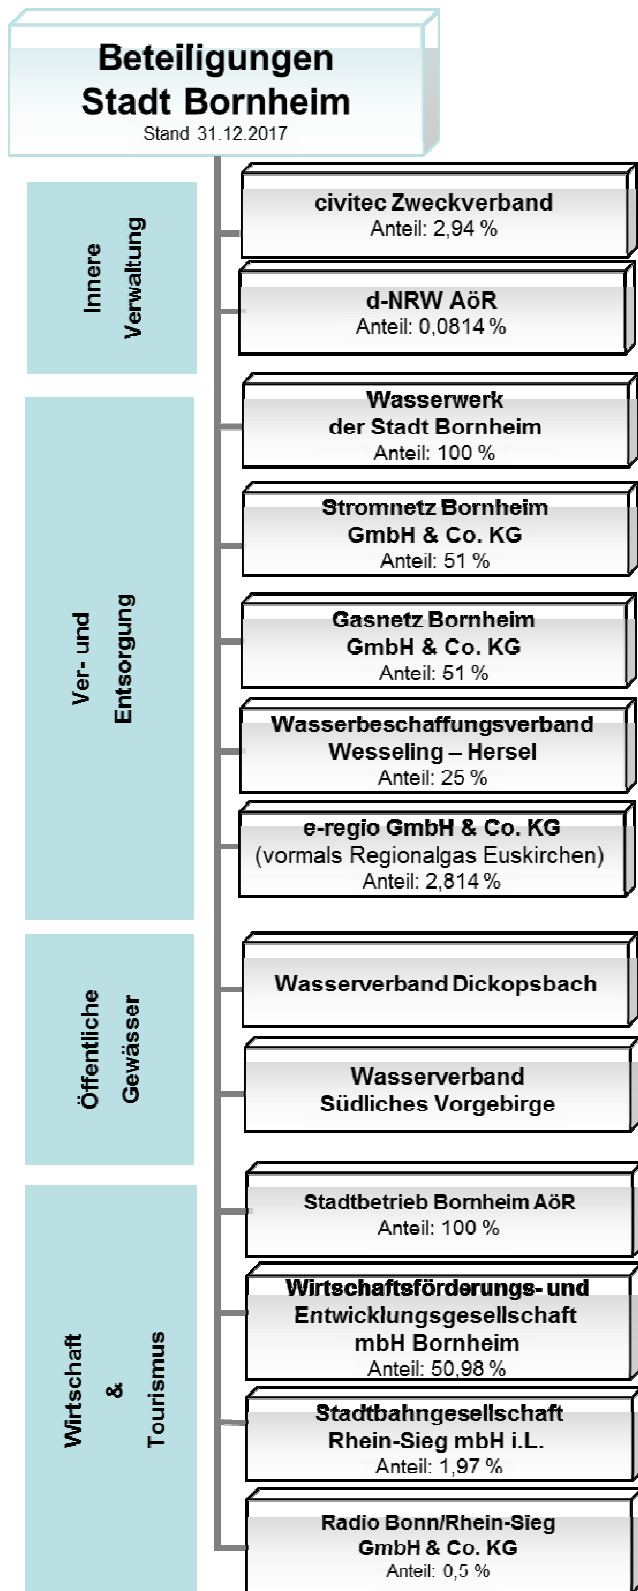 Beteiligungen
Stadt Bornheim
Stand 31.12.2017
Innere
Verwaltung
civitec Zweckverband
Anteil: 2,94 %
d-NRW AöR
Anteil: 0,0814 %
Ver- und
Entsorgung
Wasserwerk
der Stadt Bornheim
Anteil: 100 %
Stromnetz Bornheim
GmbH & Co. KG
Anteil: 51 %
Gasnetz Bornheim
GmbH & Co. KG
Anteil: 51 %
Wasserbeschaffungsverband
Wesseling – Hersel
Anteil: 25 %
e-regio GmbH & Co. KG
(vormals Regionalgas Euskirchen)
Anteil: 2,814 %
Öffentliche
Gewässer
Wasserverband Dickopsbach
Wasserverband
Südliches Vorgebirge
Wirtschaft
&
Tourismus
Stadtbetrieb Bornheim AöR
Anteil: 100 %
Wirtschaftsförderungs- und
Entwicklungsgesellschaft
mbH Bornheim
Anteil: 50,98 %
Stadtbahngesellschaft
Rhein-Sieg mbH i.L.
Anteil: 1,97 %
Radio Bonn/Rhein-Sieg
GmbH & Co. KG
Anteil: 0,5 %